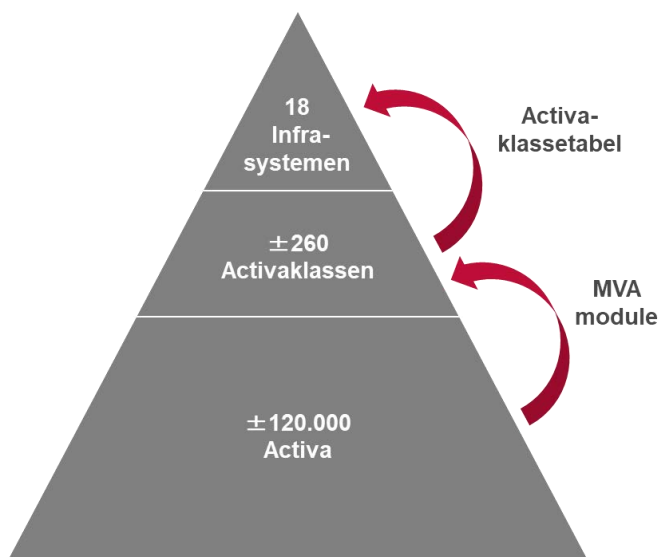 18
Infra-
systemen
Activa-
klassetabel
±260
Activaklassen
MVA
module
±120.000
Activa